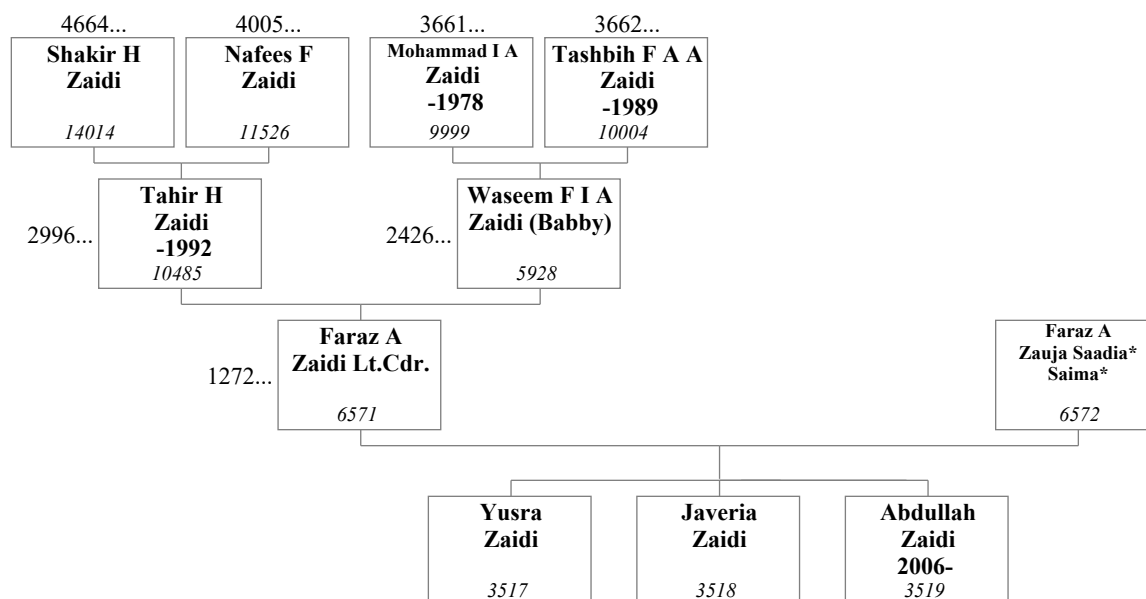 4664...
4005...
3661...
3662...
Shakir H
Zaidi
14014
Nafees F
Zaidi
11526
Mohammad I A
Zaidi
-1978
9999
Tashbih F A A
Zaidi
-1989
10004
2996...
Tahir H
Zaidi
-1992
10485
2426...
Waseem F I A
Zaidi (Babby)
5928
1272...
Faraz A
Zaidi Lt.Cdr.
6571
Faraz A
Zauja Saadia*
Saima*
6572
Yusra
Zaidi
3517
Javeria
Zaidi
3518
Abdullah
Zaidi
2006-
3519